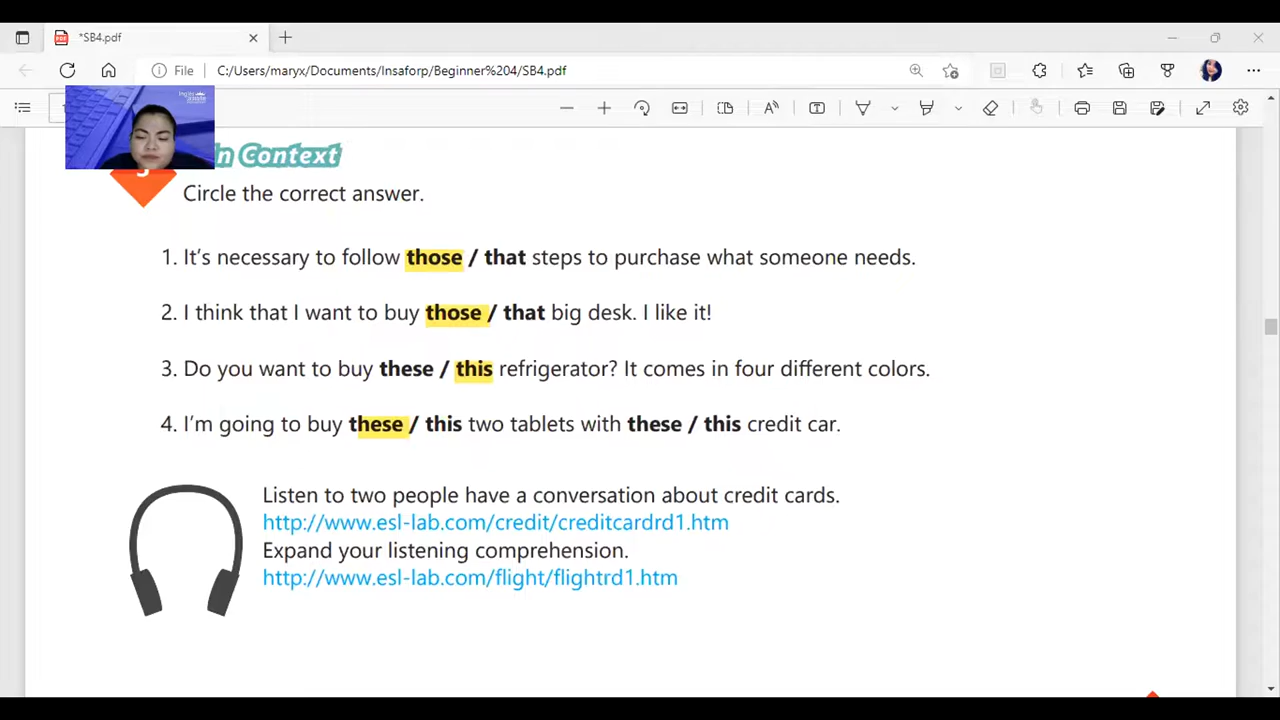 *SB4.pdf
File
C:/Users/maryx/Documents/Insaforp/Beginner%204/SB4.pdf
In Context
Circle the correct answer.
1. It's necessary to follow those / that steps to purchase what someone needs.
2. I think that I want to buy those / that big desk. I like it!
3. Do you want to buy these / this refrigerator? It comes in four different colors.
4. I'm going to buy these / this two tablets with these / this credit car.
Listen to two people have a conversation about credit cards.
http://www.esl-lab.com/credit/creditcardrd1.htm
Expand your listening comprehension.
http://www.esl-lab.com/flight/flightrd1.htm